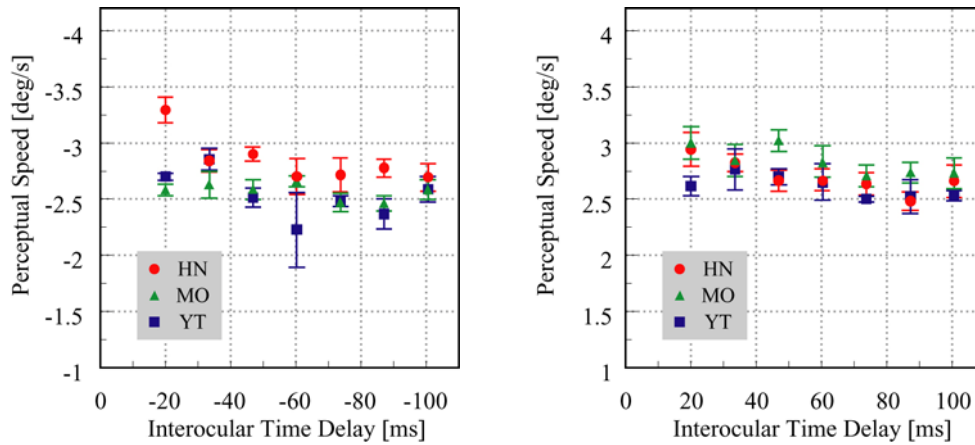 Perceptual Speed [deg/s]
-4
-3.5
-3
-2.5
-2
-1.5
-1
HN
MO
YT
0 -20 -40 -60 -80 -100
Interocular Time Delay [ms]
Perceptual Speed [deg/s]
4
3.5
3
2.5
2
1.5
1
HN
MO
YT
0 20 40 60 80 100
Interocular Time Delay [ms]